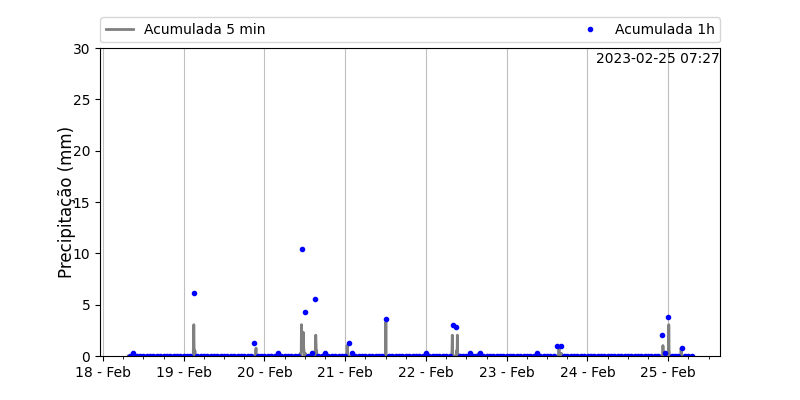 Acumulada 5 min
Acumulada 1h
2023-02-25 07:27
Precipitação (mm)
30
25
20
15
10
5
0
18 - Feb
19 - Feb
20 - Feb
21 - Feb
22 - Feb
23 - Feb
24 - Feb
25 - Feb